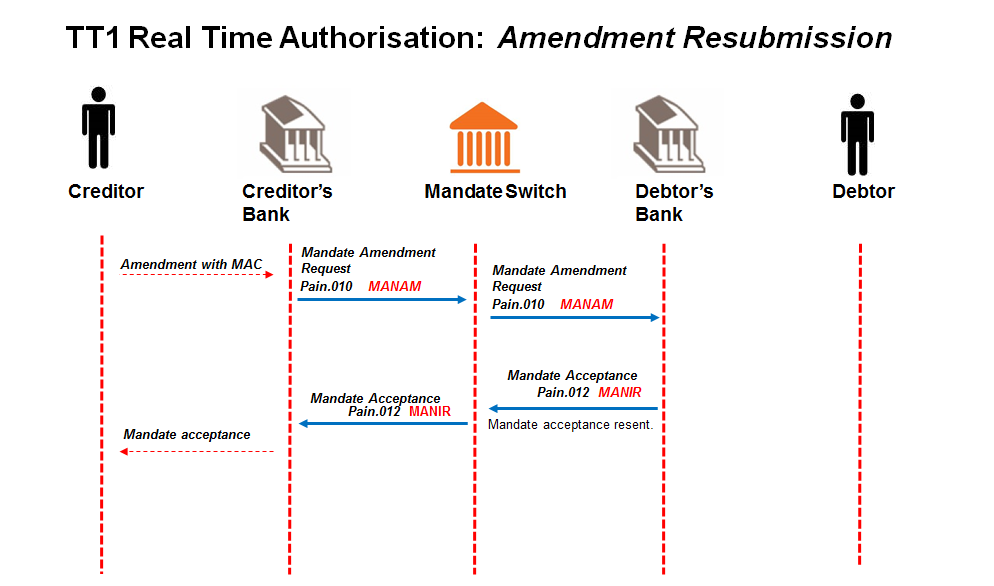 TT1 Real Time Authorisation: Amendment Resubmission
Creditor
Creditor's
Bank
Mandate Switch
Debtor's
Bank
Debtor
Amendment with MAC
Mandate Amendment
Request
Pain.010 MANAM
Mandate Amendment
Request
Pain.010 MANAM
Mandate Acceptance
Pain.012 MANIR
Mandate acceptance resent.
Mandate Acceptance
Pain.012 MANIR
Mandate acceptance